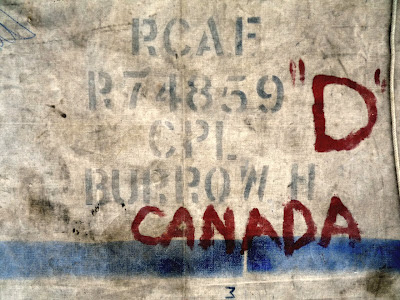 RCAF
R74859
"D"
CPL
BURROW H
CANADA
3